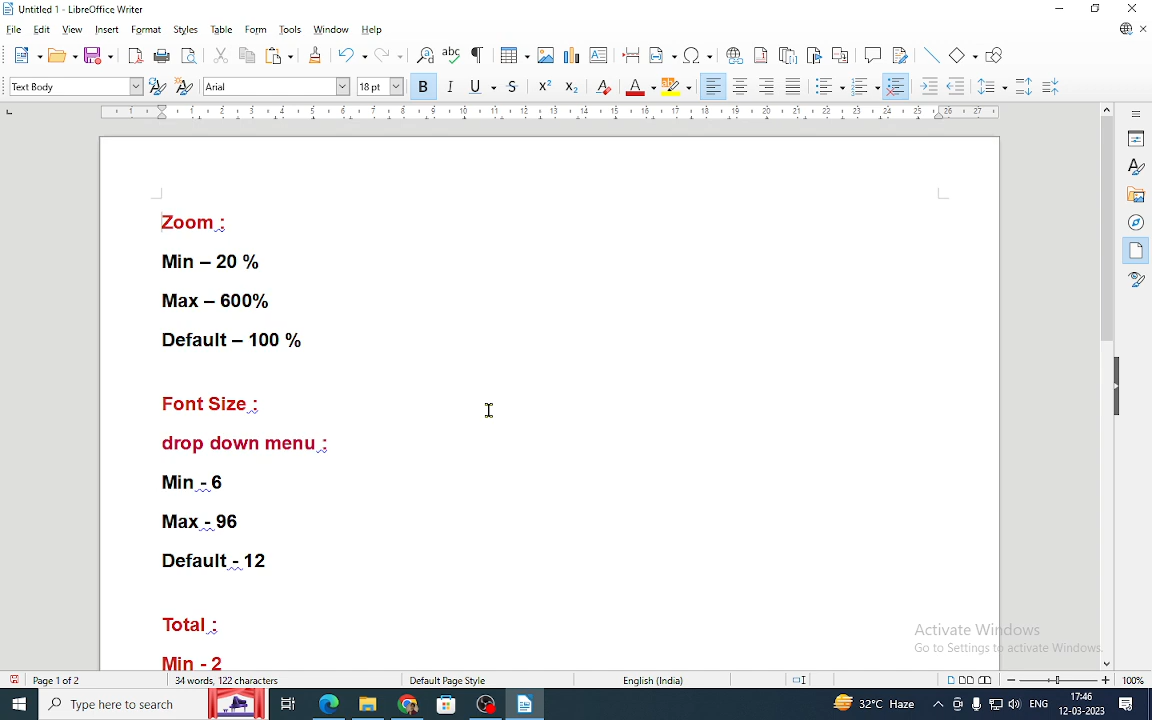 Untitled 1 - LibreOffice Writer
File Edit View Insert Format Styles Table Form Tools Window Help
Text Body Arial 18 pt
Zoom :
Min – 20 %
Max – 600%
Default – 100 %
Font Size :
drop down menu :
Min - 6
Max - 96
Default - 12
Total :
Min - 2
Activate Windows
Go to Settings to activate Windows.
Page 1 of 2 34 words, 122 characters Default Page Style English (India) 100%
Type here to search 32°C Haze ENG 17:46
12-03-2023